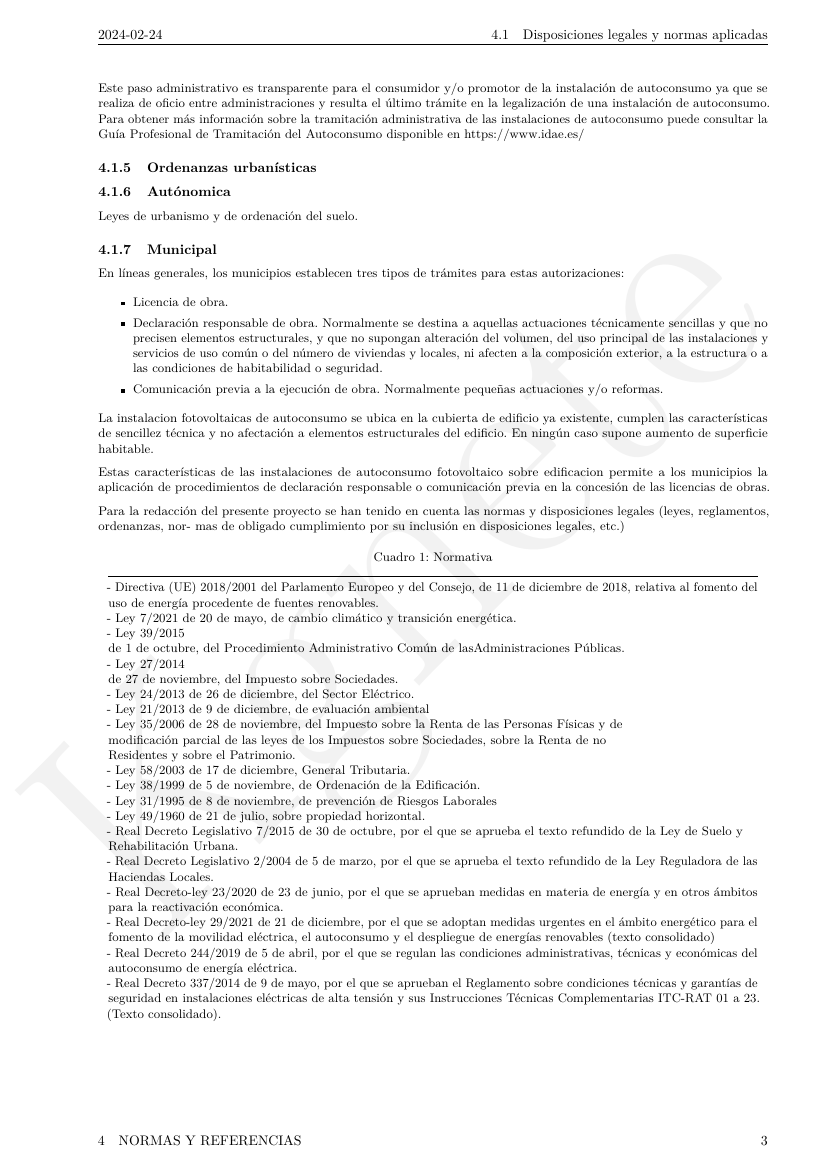 2024-02-24 4.1 Disposiciones legales y normas aplicadas
Este paso administrativo es transparente para el consumidor y/o promotor de la instalación de autoconsumo ya que se
realiza de oficio entre administraciones y resulta el último trámite en la legalización de una instalación de autoconsumo.
Para obtener más información sobre la tramitación administrativa de las instalaciones de autoconsumo puede consultar la
Guía Profesional de Tramitación del Autoconsumo disponible en https://www.idae.es/
4.1.5 Ordenanzas urbanísticas
4.1.6 Autónomica
Leyes de urbanismo y de ordenación del suelo.
4.1.7 Municipal
En líneas generales, los municipios establecen tres tipos de trámites para estas autorizaciones:
▪ Licencia de obra.
▪ Declaración responsable de obra. Normalmente se destina a aquellas actuaciones técnicamente sencillas y que no
precisen elementos estructurales, y que no supongan alteración del volumen, del uso principal de las instalaciones y
servicios de uso común o del número de viviendas y locales, ni afecten a la composición exterior, a la estructura o a
las condiciones de habitabilidad o seguridad.
▪ Comunicación previa a la ejecución de obra. Normalmente pequeñas actuaciones y/o reformas.
La instalacion fotovoltaicas de autoconsumo se ubica en la cubierta de edificio ya existente, cumplen las características
de sencillez técnica y no afectación a elementos estructurales del edificio. En ningún caso supone aumento de superficie
habitable.
Estas características de las instalaciones de autoconsumo fotovoltaico sobre edificacion permite a los municipios la
aplicación de procedimientos de declaración responsable o comunicación previa en la concesión de las licencias de obras.
Para la redacción del presente proyecto se han tenido en cuenta las normas y disposiciones legales (leyes, reglamentos,
ordenanzas, nor- mas de obligado cumplimiento por su inclusión en disposiciones legales, etc.)
Cuadro 1: Normativa
- Directiva (UE) 2018/2001 del Parlamento Europeo y del Consejo, de 11 de diciembre de 2018, relativa al fomento del
uso de energía procedente de fuentes renovables.
- Ley 7/2021 de 20 de mayo, de cambio climático y transición energética.
- Ley 39/2015
de 1 de octubre, del Procedimiento Administrativo Común de lasAdministraciones Públicas.
- Ley 27/2014
de 27 de noviembre, del Impuesto sobre Sociedades.
- Ley 24/2013 de 26 de diciembre, del Sector Eléctrico.
- Ley 21/2013 de 9 de diciembre, de evaluación ambiental
- Ley 35/2006 de 28 de noviembre, del Impuesto sobre la Renta de las Personas Físicas y de
modificación parcial de las leyes de los Impuestos sobre Sociedades, sobre la Renta de no
Residentes y sobre el Patrimonio.
- Ley 58/2003 de 17 de diciembre, General Tributaria.
- Ley 38/1999 de 5 de noviembre, de Ordenación de la Edificación.
- Ley 31/1995 de 8 de noviembre, de prevención de Riesgos Laborales
- Ley 49/1960 de 21 de julio, sobre propiedad horizontal.
- Real Decreto Legislativo 7/2015 de 30 de octubre, por el que se aprueba el texto refundido de la Ley de Suelo y
Rehabilitación Urbana.
- Real Decreto Legislativo 2/2004 de 5 de marzo, por el que se aprueba el texto refundido de la Ley Reguladora de las
Haciendas Locales.
- Real Decreto-ley 23/2020 de 23 de junio, por el que se aprueban medidas en materia de energía y en otros ámbitos
para la reactivación económica.
- Real Decreto-ley 29/2021 de 21 de diciembre, por el que se adoptan medidas urgentes en el ámbito energético para el
fomento de la movilidad eléctrica, el autoconsumo y el despliegue de energías renovables (texto consolidado)
- Real Decreto 244/2019 de 5 de abril, por el que se regulan las condiciones administrativas, técnicas y económicas del
autoconsumo de energía eléctrica.
- Real Decreto 337/2014 de 9 de mayo, por el que se aprueban el Reglamento sobre condiciones técnicas y garantías de
seguridad en instalaciones eléctricas de alta tensión y sus Instrucciones Técnicas Complementarias ITC-RAT 01 a 23.
(Texto consolidado).
4 NORMAS Y REFERENCIAS 3